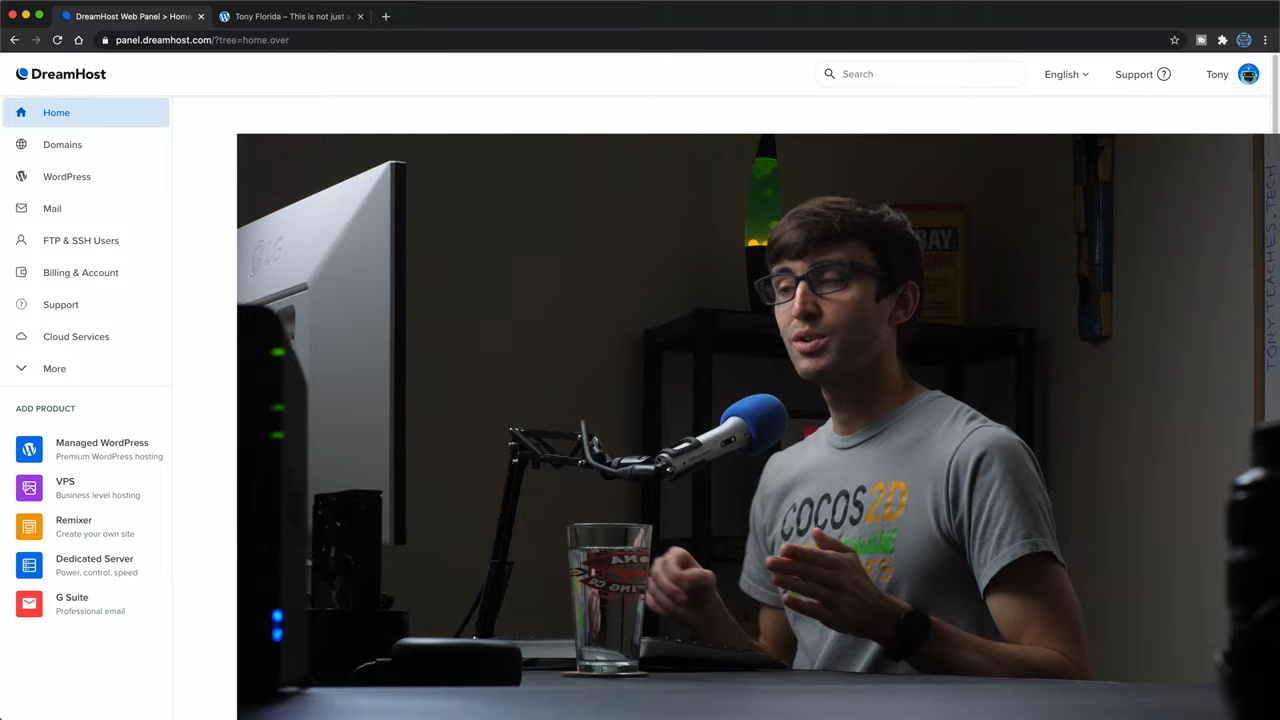 DreamHost Web Panel > Home
Tony Florida – This is not just a
panel.dreamhost.com/?tree=home.over
DreamHost
Search
English
Support
Tony
Home
Domains
WordPress
Mail
FTP & SSH Users
Billing & Account
Support
Cloud Services
More
ADD PRODUCT
Managed WordPress
Premium WordPress hosting
VPS
Business level hosting
Remixer
Create your own site
Dedicated Server
Power, control, speed
G Suite
Professional email
LG
BAY
TONYTEACHES.TECH
COCOS2D